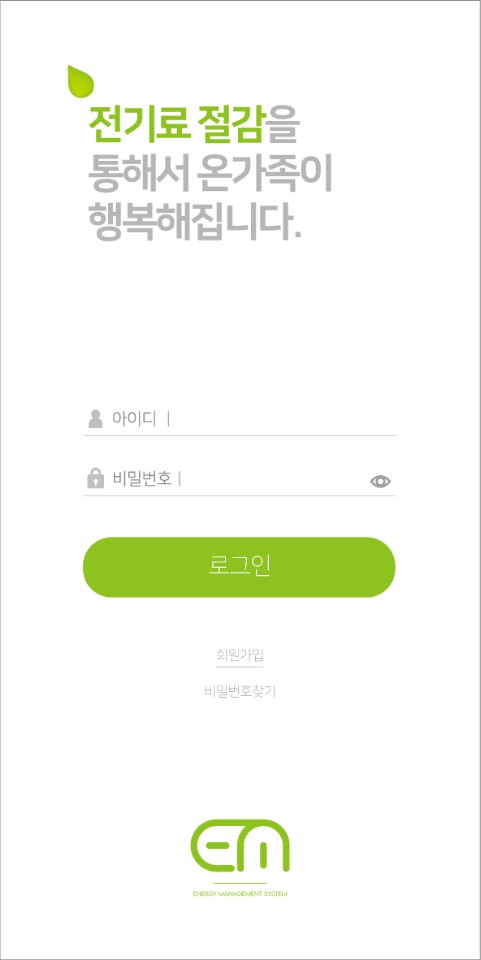 전기료 절감을
통해서 온가족이
행복해집니다.
아이디 |
비밀번호 |
로그인
회원가입
비밀번호찾기
EM
ENERGY MANAGEMENT SYSTEM